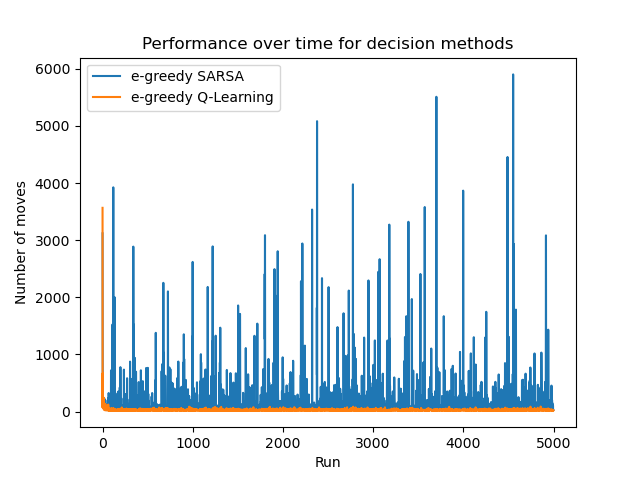 Performance over time for decision methods
e-greedy SARSA
e-greedy Q-Learning
6000
5000
4000
3000
2000
1000
0
Number of moves
0 1000 2000 3000 4000 5000
Run